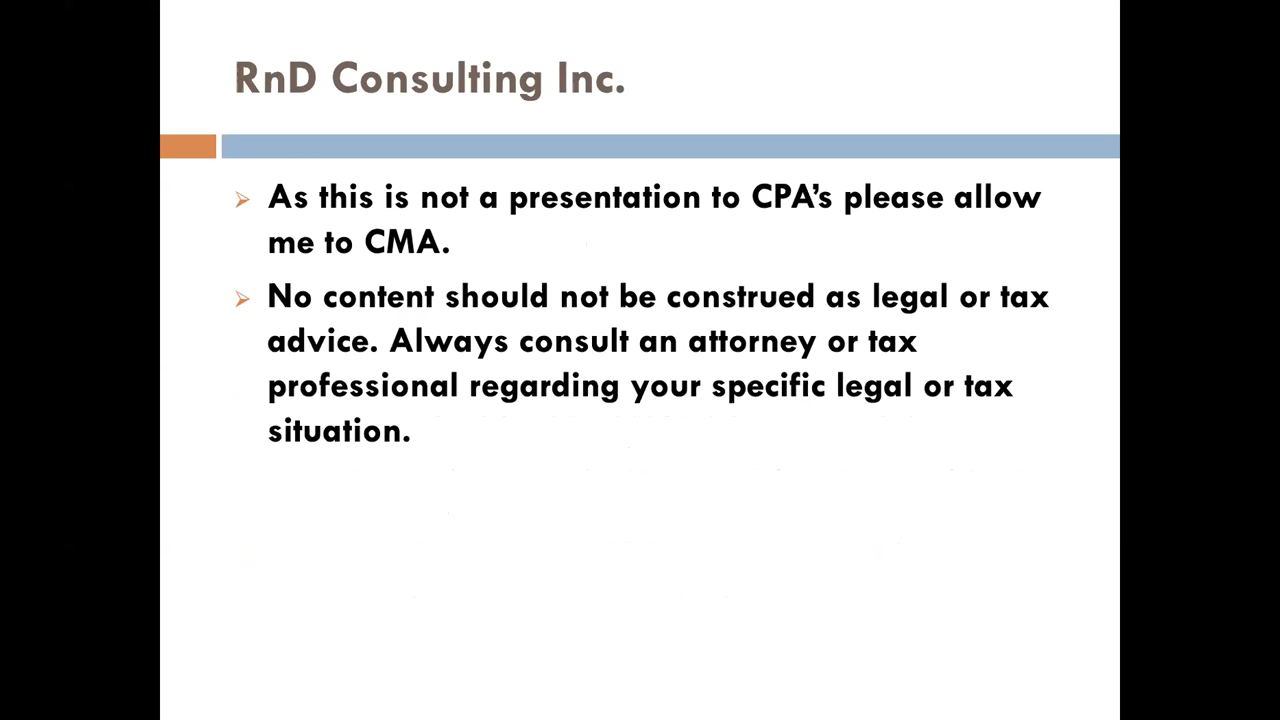 RnD Consulting Inc.
As this is not a presentation to CPA’s please allow
me to CMA.
No content should not be construed as legal or tax
advice. Always consult an attorney or tax
professional regarding your specific legal or tax
situation.